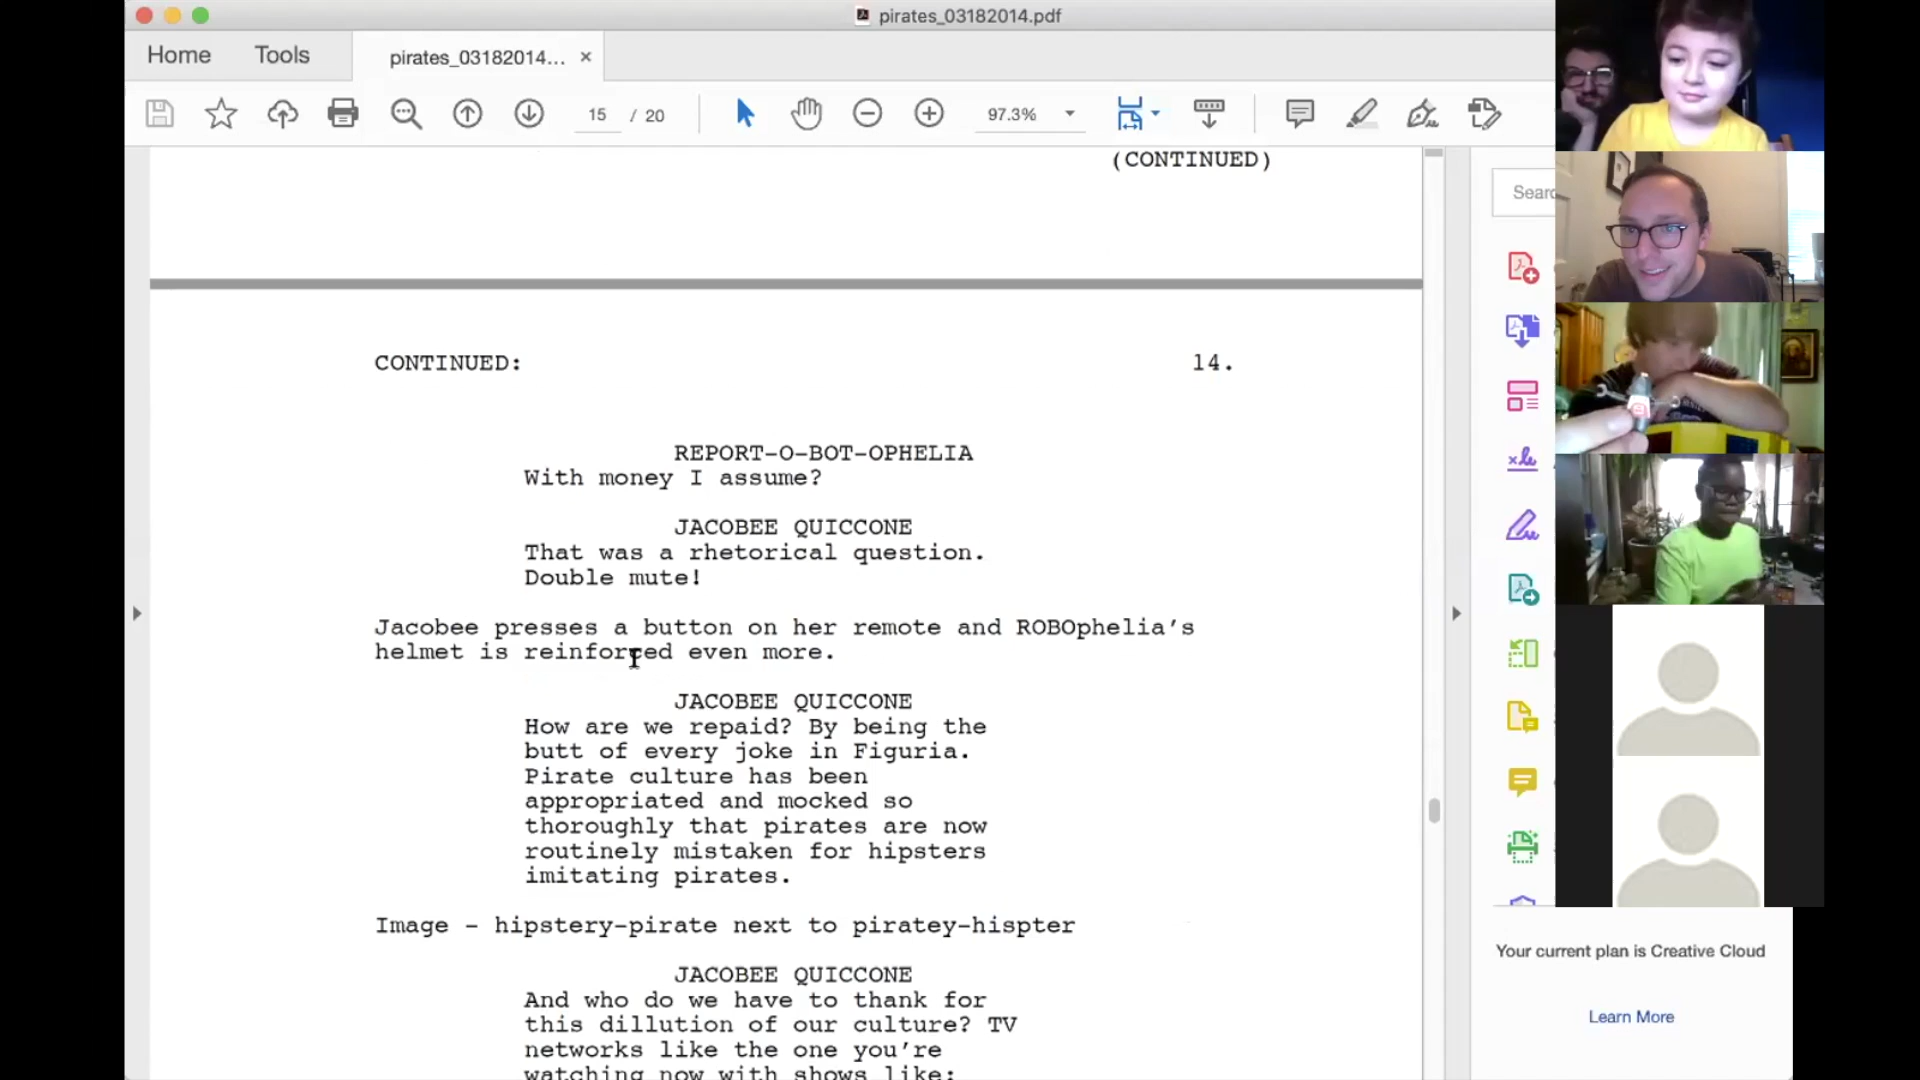 pirates_03182014.pdf
Home
Tools
pirates_03182014...
15 / 20
97.3%
(CONTINUED)
CONTINUED:
14.
REPORT-O-BOT-OPHELIA
With money I assume?
JACOBEE QUICCONE
That was a rhetorical question.
Double mute!
Jacobee presses a button on her remote and ROBOphelia's
helmet is reinforced even more.
JACOBEE QUICCONE
How are we repaid? By being the
butt of every joke in Figuria.
Pirate culture has been
appropriated and mocked so
thoroughly that pirates are now
routinely mistaken for hipsters
imitating pirates.
Image - hipstery-pirate next to piratey-hispter
JACOBEE QUICCONE
And who do we have to thank for
this dillution of our culture? TV
networks like the one you're
watching now with shows like:
Searc
Your current plan is Creative Cloud
Learn More